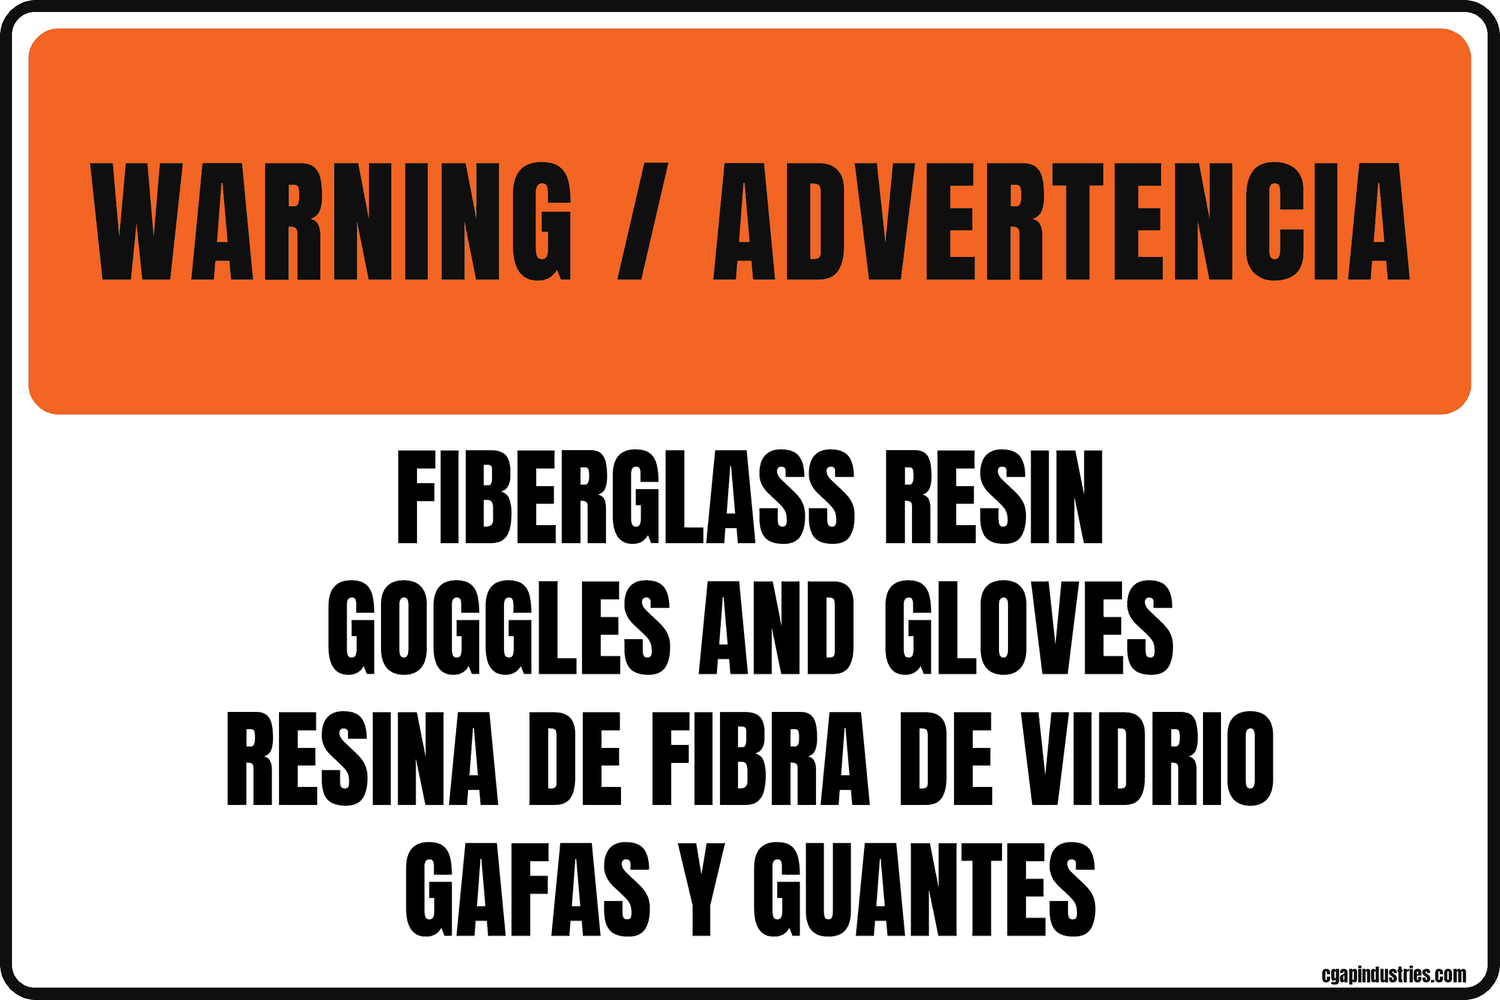 WARNING / ADVERTENCIA
FIBERGLASS RESIN
GOGGLES AND GLOVES
RESINA DE FIBRA DE VIDRIO
GAFAS Y GUANTES
cgapindustries.com